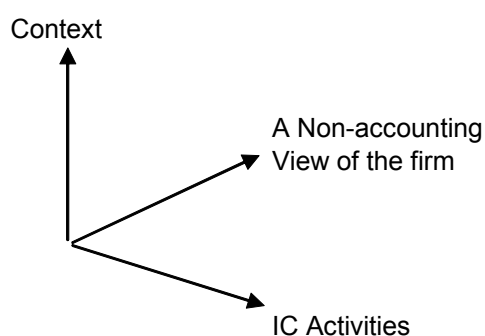 Context
A Non-accounting
View of the firm
IC Activities